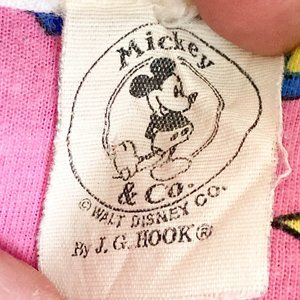 Mickey
& Co.
© WALT DISNEY CO.
By J. G. HOOK®